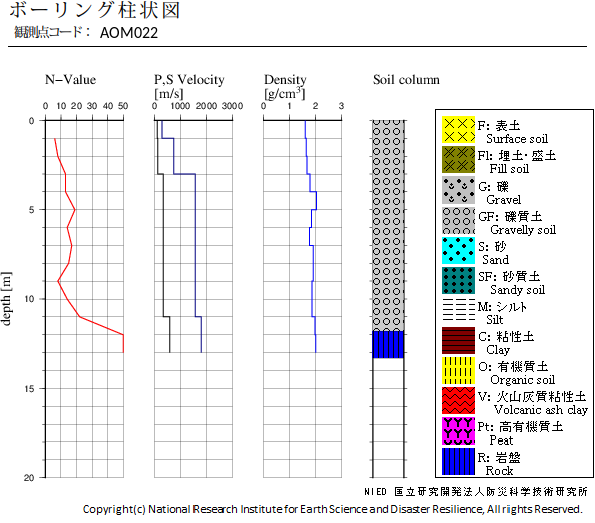 ボーリング柱状図
観測点コード： AOM022
N-Value
P,S Velocity
[m/s]
Density
[g/cm3]
Soil column
0 10 20 30 40 50
0 1000 2000 3000
0 1 2 3
depth [m]
0
5
10
15
20
F: 表土
Surface soil
Fl: 埋土・盛土
Fill soil
G: 礫
Gravel
GF: 礫質土
Gravelly soil
S: 砂
Sand
SF: 砂質土
Sandy soil
M: シルト
Silt
C: 粘性土
Clay
O: 有機質土
Organic soil
V: 火山灰質粘性土
Volcanic ash clay
Pt: 高有機質土
Peat
R: 岩盤
Rock
NIED 国立研究開発法人防災科学技術研究所
Copyright(c) National Research Institute for Earth Science and Disaster Resilience, All rights Reserved.